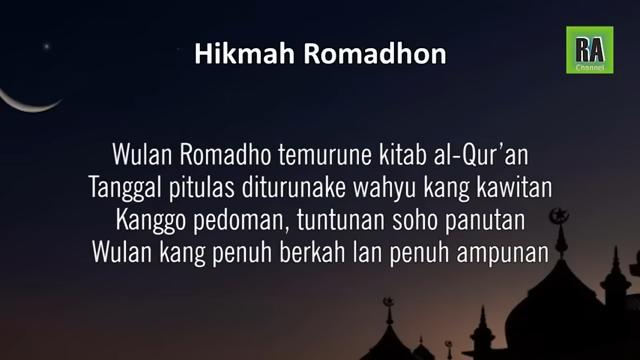 Hikmah Romadhon
RA
Channel
Wulan Romadho temurune kitab al-Qur’an
Tanggal pitulas diturunake wahyu kang kawitan
Kanggo pedoman, tuntunan soho panutan
Wulan kang penuh berkah lan penuh ampunan